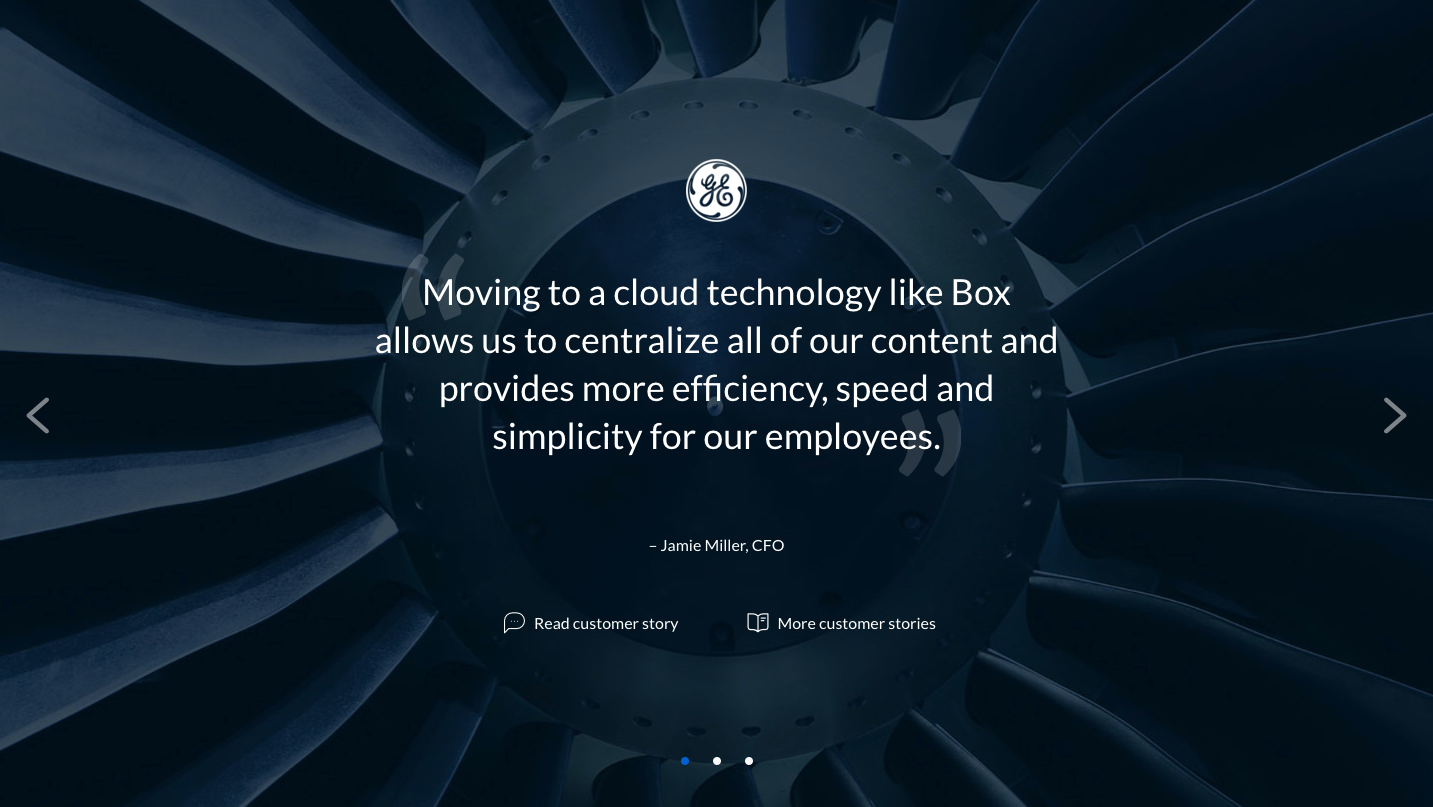 GE
Moving to a cloud technology like Box
allows us to centralize all of our content and
provides more efficiency, speed and
simplicity for our employees.
– Jamie Miller, CFO
Read customer story
More customer stories